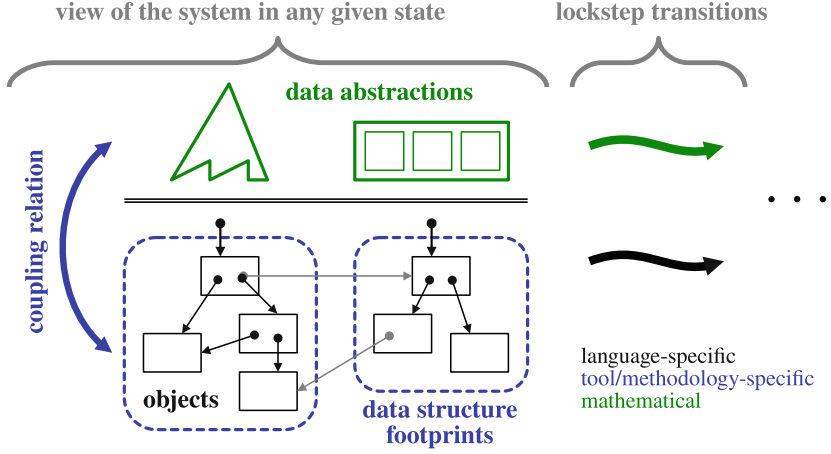 view of the system in any given state
lockstep transitions
data abstractions
coupling relation
. . .
objects
data structure
footprints
language-specific
tool/methodology-specific
mathematical